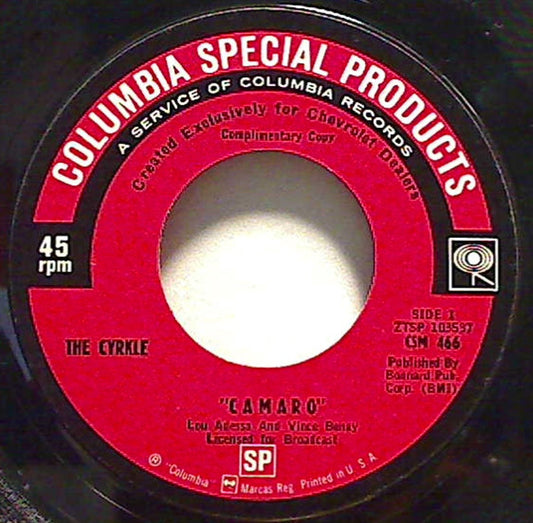 COLUMBIA SPECIAL PRODUCTS
A SERVICE OF COLUMBIA RECORDS
Created Exclusively for Chevrolet Dealers
Complimentary Copy
45
rpm
SIDE 1
ZTSP 103537
CSM 466
THE CYRKLE
Published By
Bognard Pub.
Corp. (BMI)
"CAMARO"
Lou Adessa And Vince Benay
Licensed for Broadcast
SP
® "Columbia" Marcas Reg. Printed in U S A